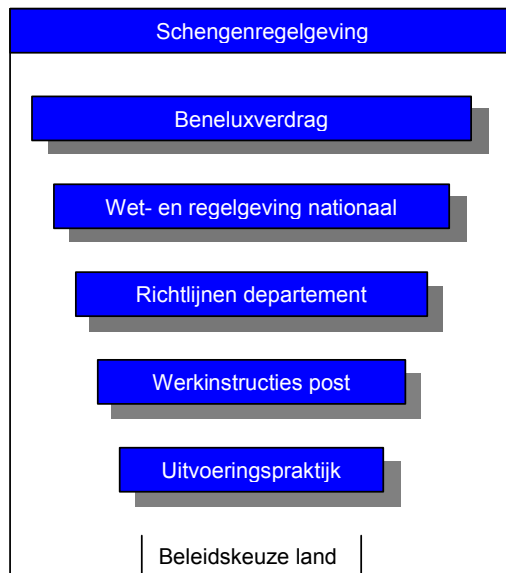 Schengenregelgeving
Beneluxverdrag
Wet- en regelgeving nationaal
Richtlijnen departement
Werkinstructies post
Uitvoeringspraktijk
Beleidskeuze land